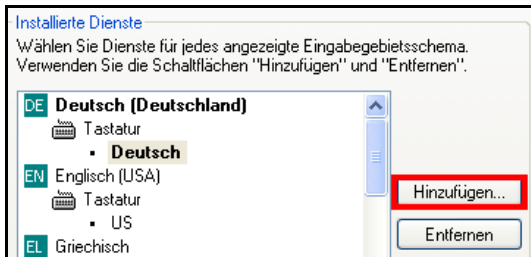 Installierte Dienste
Wählen Sie Dienste für jedes angezeigte Eingabegebietsschema.
Verwenden Sie die Schaltflächen "Hinzufügen" und "Entfernen".
DE Deutsch (Deutschland)
Tastatur
• Deutsch
EN Englisch (USA)
Tastatur
• US
EL Griechisch
Hinzufügen...
Entfernen